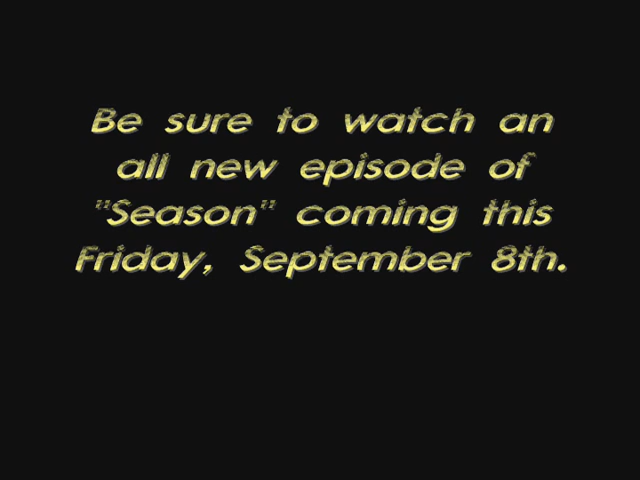 Be sure to watch an
all new episode of
"Season" coming this
Friday, September 8th.